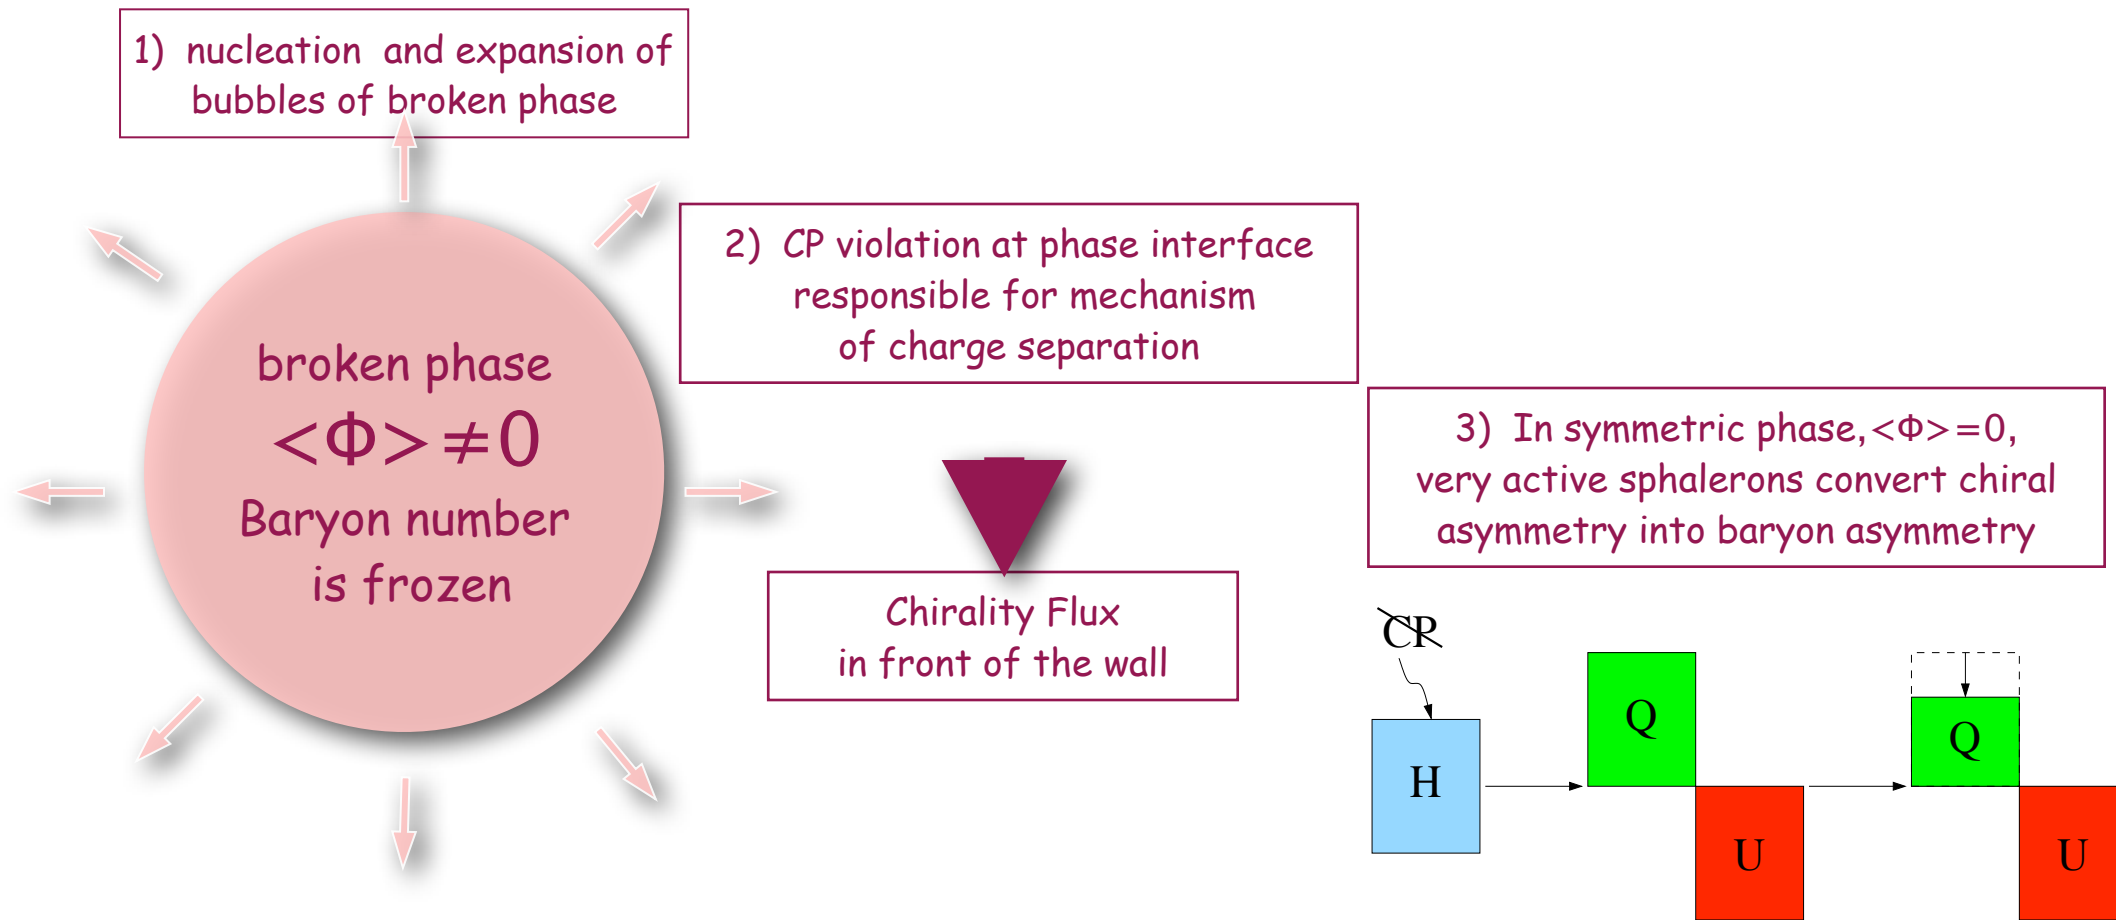 1) nucleation and expansion of
bubbles of broken phase
2) CP violation at phase interface
responsible for mechanism
of charge separation
broken phase
<Φ>≠0
Baryon number
is frozen
3) In symmetric phase,<Φ>=0,
very active sphalerons convert chiral
asymmetry into baryon asymmetry
Chirality Flux
in front of the wall
CP
H
Q
U
Q
U